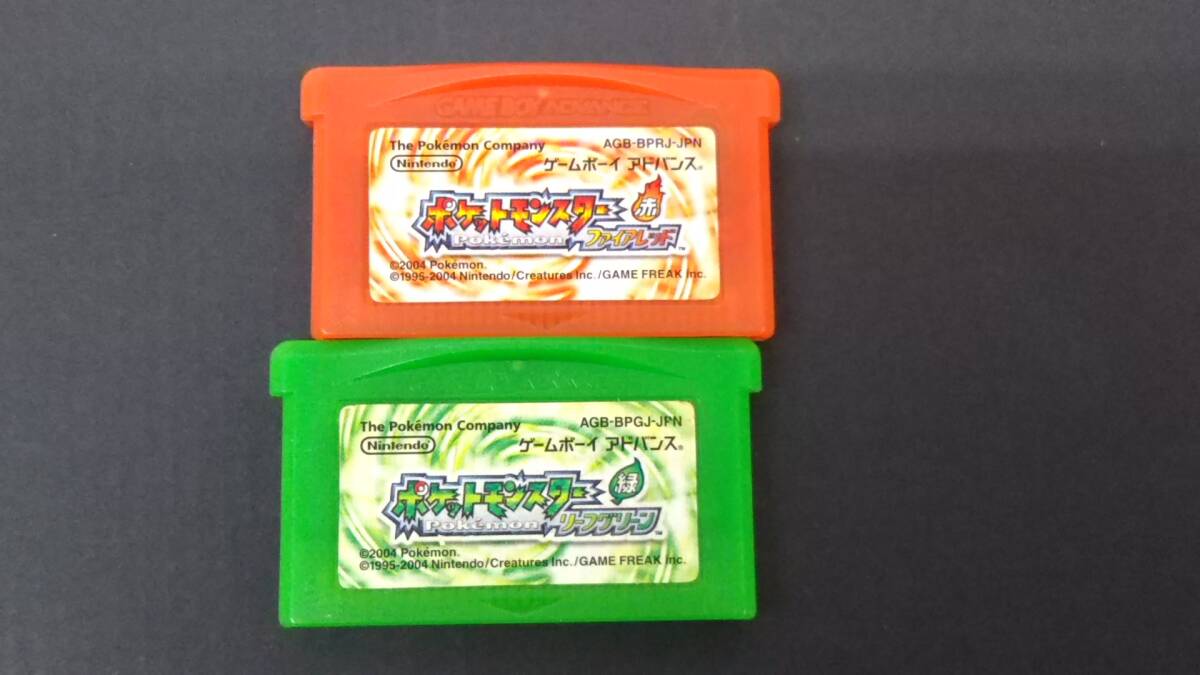 GAME BOY ADVANCE
The Pokémon Company AGB-BPRJ-JPN
Nintendo ゲームボーイ アドバンス®
ポケットモンスター 赤
Pokémon ファイアレッド™
©2004 Pokémon.
©1995-2004 Nintendo/Creatures Inc./GAME FREAK inc.
The Pokémon Company AGB-BPGJ-JPN
Nintendo ゲームボーイ アドバンス®
ポケットモンスター 緑
Pokémon リーフグリーン™
©2004 Pokémon.
©1995-2004 Nintendo/Creatures Inc./GAME FREAK inc.